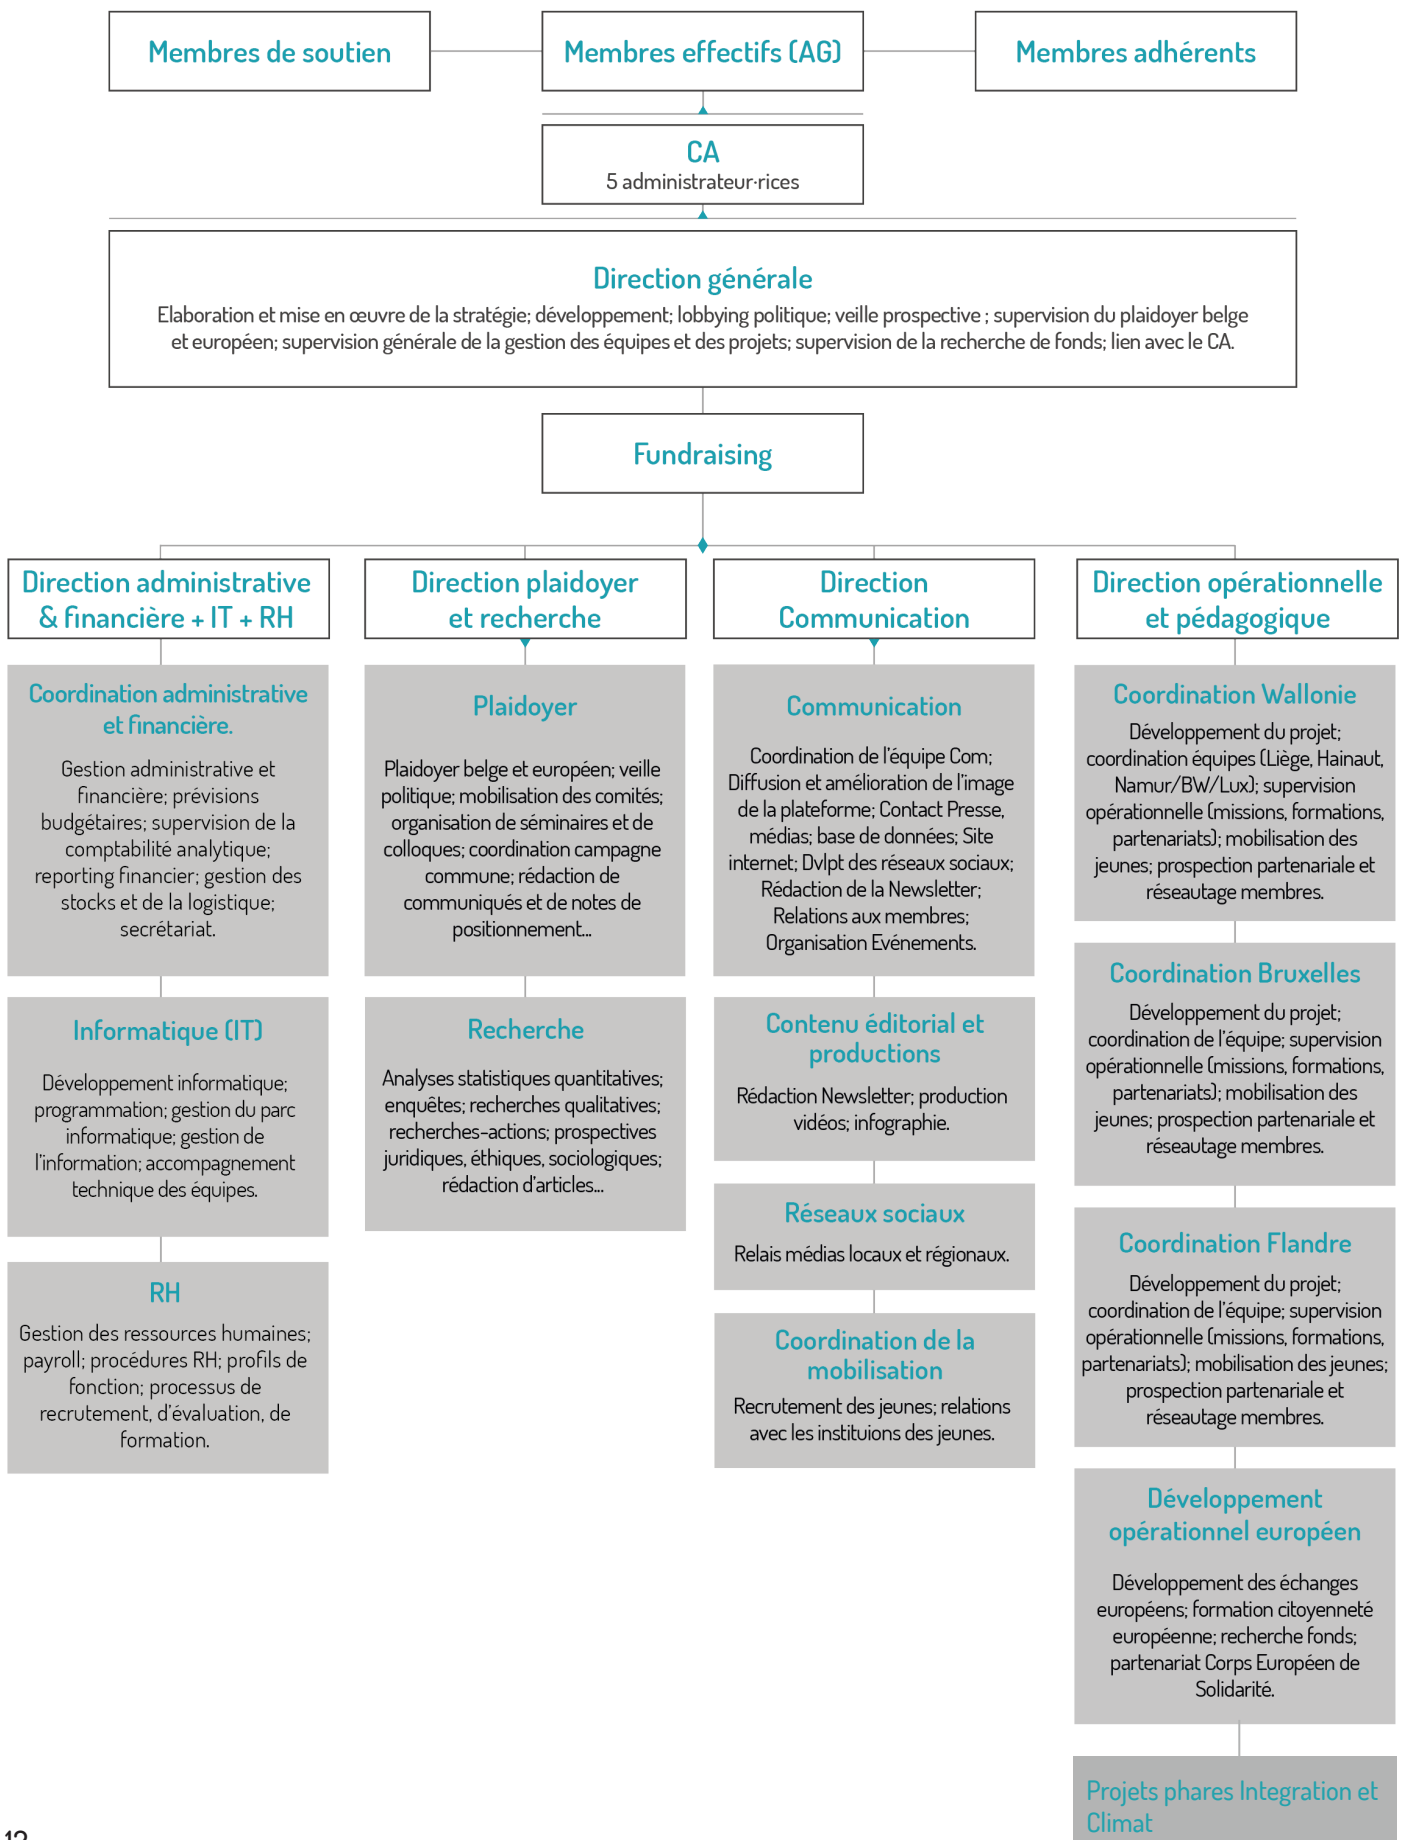 Membres de soutien
Membres effectifs (AG)
Membres adhérents
CA
5 administrateur·rices
Direction générale
Elaboration et mise en œuvre de la stratégie; développement; lobbying politique; veille prospective ; supervision du plaidoyer belge
et européen; supervision générale de la gestion des équipes et des projets; supervision de la recherche de fonds; lien avec le CA.
Fundraising
Direction administrative
& financière + IT + RH
Coordination administrative
et financière.
Gestion administrative et
financière; prévisions
budgétaires; supervision de la
comptabilité analytique;
reporting financier; gestion des
stocks et de la logistique;
secrétariat.
Informatique (IT)
Développement informatique;
programmation; gestion du parc
informatique; gestion de
l'information; accompagnement
technique des équipes.
RH
Gestion des ressources humaines;
payroll; procédures RH; profils de
fonction; processus de
recrutement, d'évaluation, de
formation.
Direction plaidoyer
et recherche
Plaidoyer
Plaidoyer belge et européen; veille
politique; mobilisation des comités;
organisation de séminaires et de
colloques; coordination campagne
commune; rédaction de
communiqués et de notes de
positionnement...
Recherche
Analyses statistiques quantitatives;
enquêtes; recherches qualitatives;
recherches-actions; prospectives
juridiques, éthiques, sociologiques;
rédaction d'articles...
Direction
Communication
Communication
Coordination de l'équipe Com;
Diffusion et amélioration de l'image
de la plateforme; Contact Presse,
médias; base de données; Site
internet; Dvlpt des réseaux sociaux;
Rédaction de la Newsletter;
Relations aux membres;
Organisation Evénements.
Contenu éditorial et
productions
Rédaction Newsletter; production
vidéos; infographie.
Réseaux sociaux
Relais médias locaux et régionaux.
Coordination de la
mobilisation
Recrutement des jeunes; relations
avec les instituions des jeunes.
Direction opérationnelle
et pédagogique
Coordination Wallonie
Développement du projet;
coordination équipes (Liège, Hainaut,
Namur/BW/Lux); supervision
opérationnelle (missions, formations,
partenariats); mobilisation des
jeunes; prospection partenariale et
réseautage membres.
Coordination Bruxelles
Développement du projet;
coordination de l'équipe; supervision
opérationnelle (missions, formations,
partenariats); mobilisation des
jeunes; prospection partenariale et
réseautage membres.
Coordination Flandre
Développement du projet;
coordination de l'équipe; supervision
opérationnelle (missions, formations,
partenariats); mobilisation des jeunes;
prospection partenariale et
réseautage membres.
Développement
opérationnel européen
Développement des échanges
européens; formation citoyenneté
européenne; recherche fonds;
partenariat Corps Européen de
Solidarité.
Projets phares Integration et
Climat